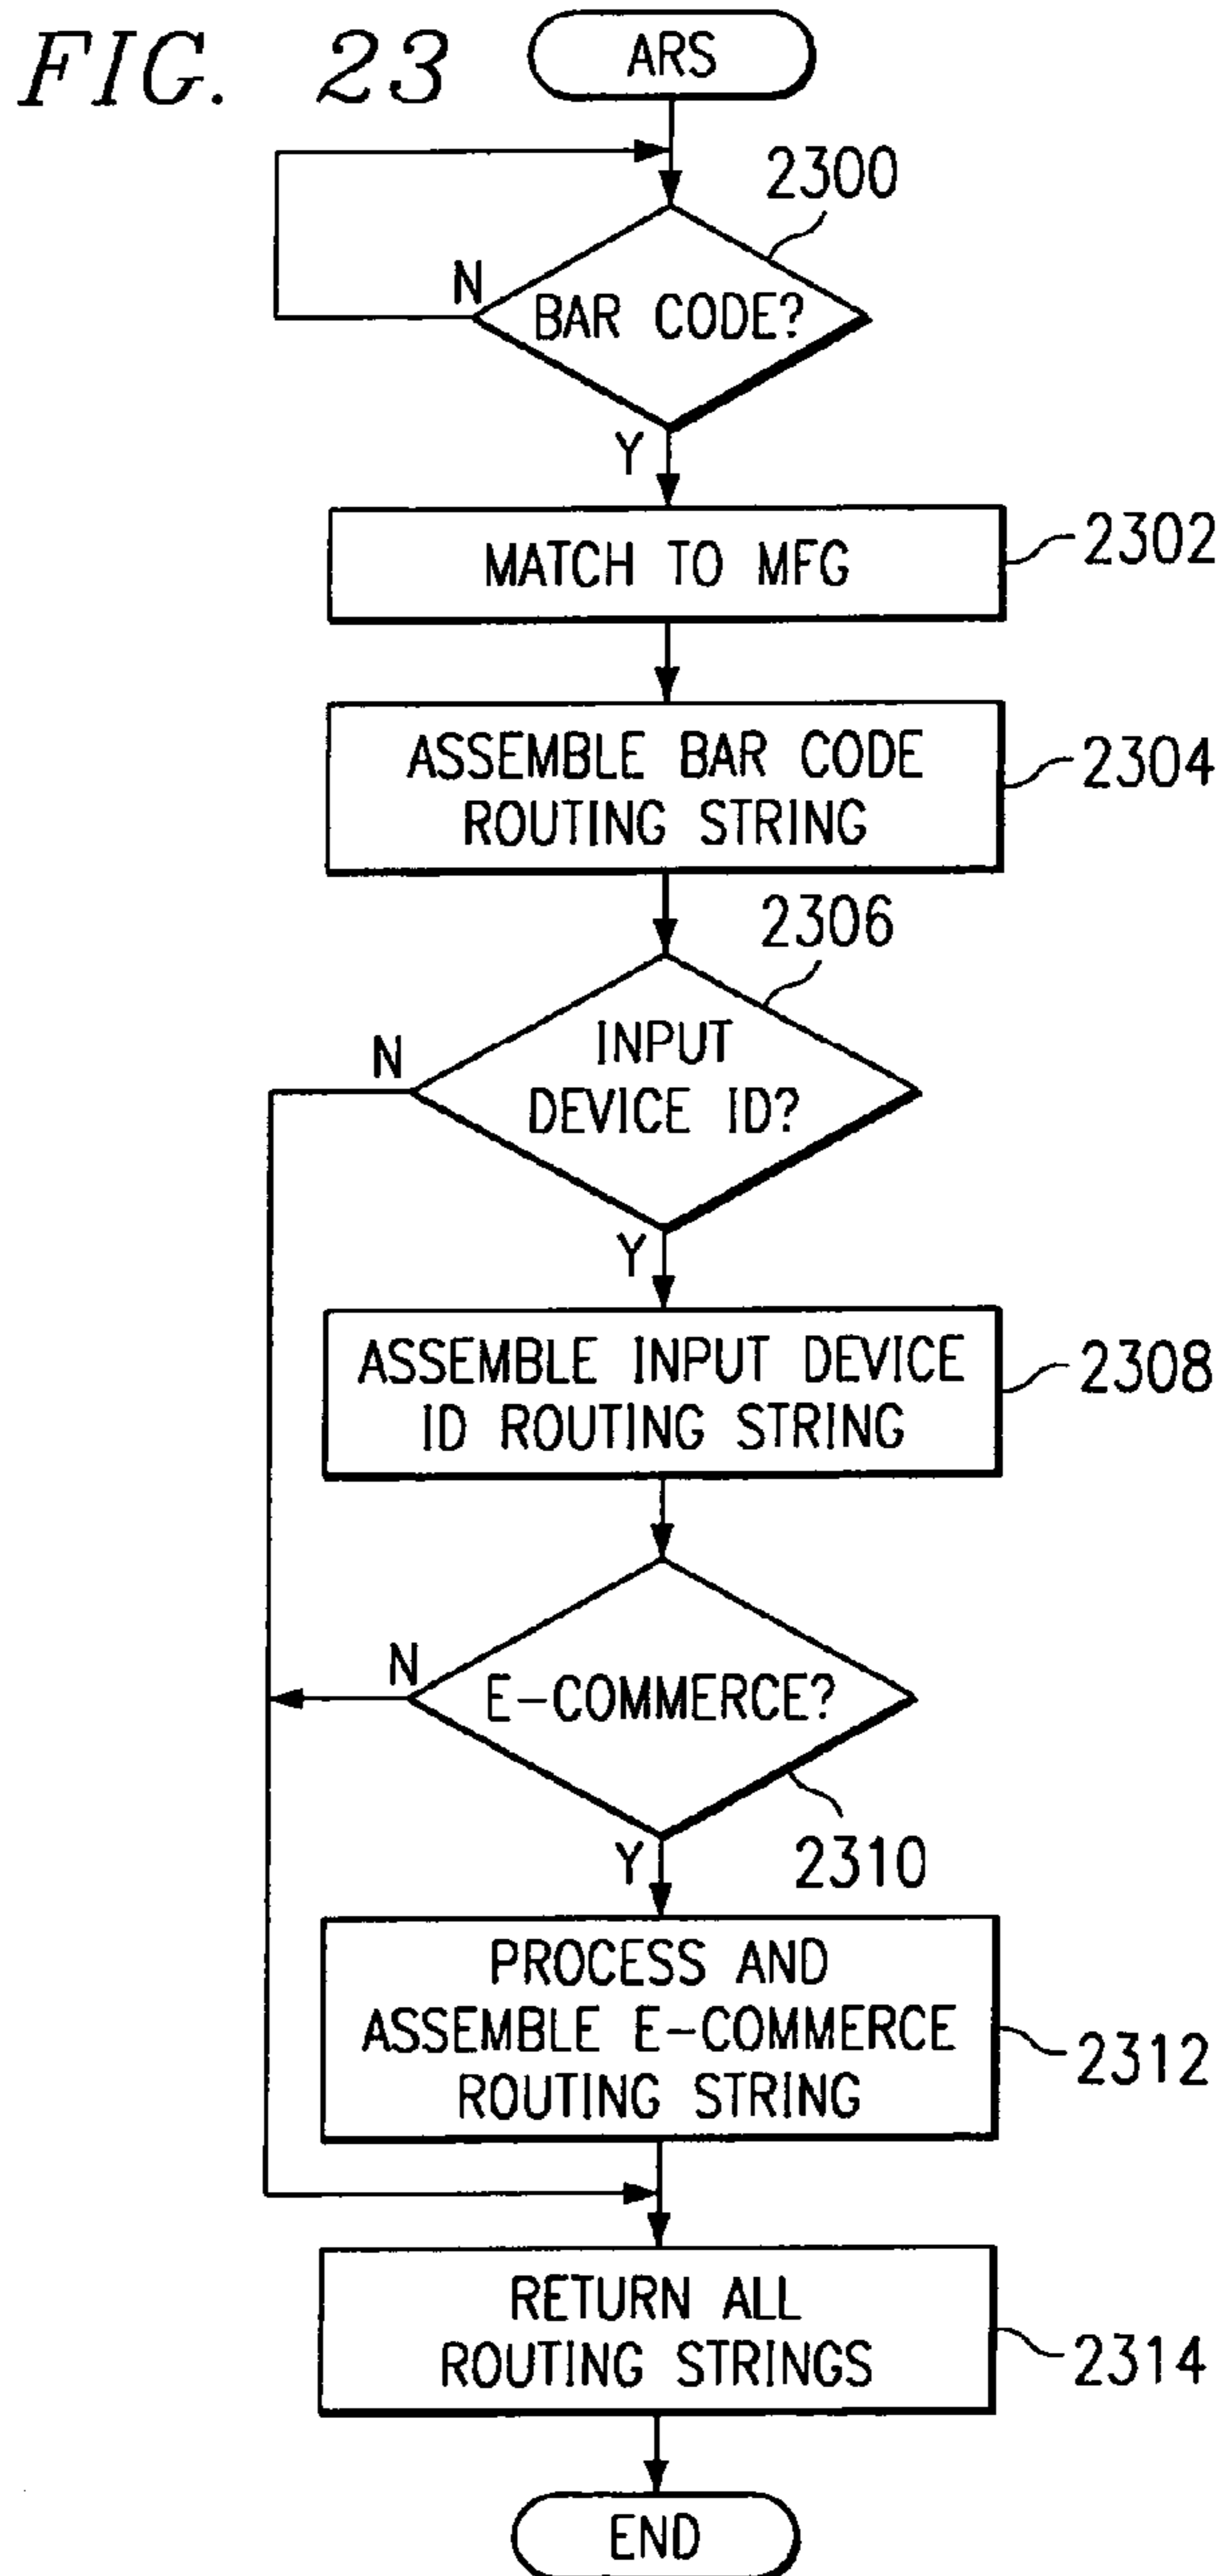 FIG. 23
ARS
2300
N
BAR CODE?
Y
MATCH TO MFG
2302
ASSEMBLE BAR CODE
ROUTING STRING
2304
2306
N
INPUT
DEVICE ID?
Y
ASSEMBLE INPUT DEVICE
ID ROUTING STRING
2308
N
E-COMMERCE?
Y
2310
PROCESS AND
ASSEMBLE E-COMMERCE
ROUTING STRING
2312
RETURN ALL
ROUTING STRINGS
2314
END